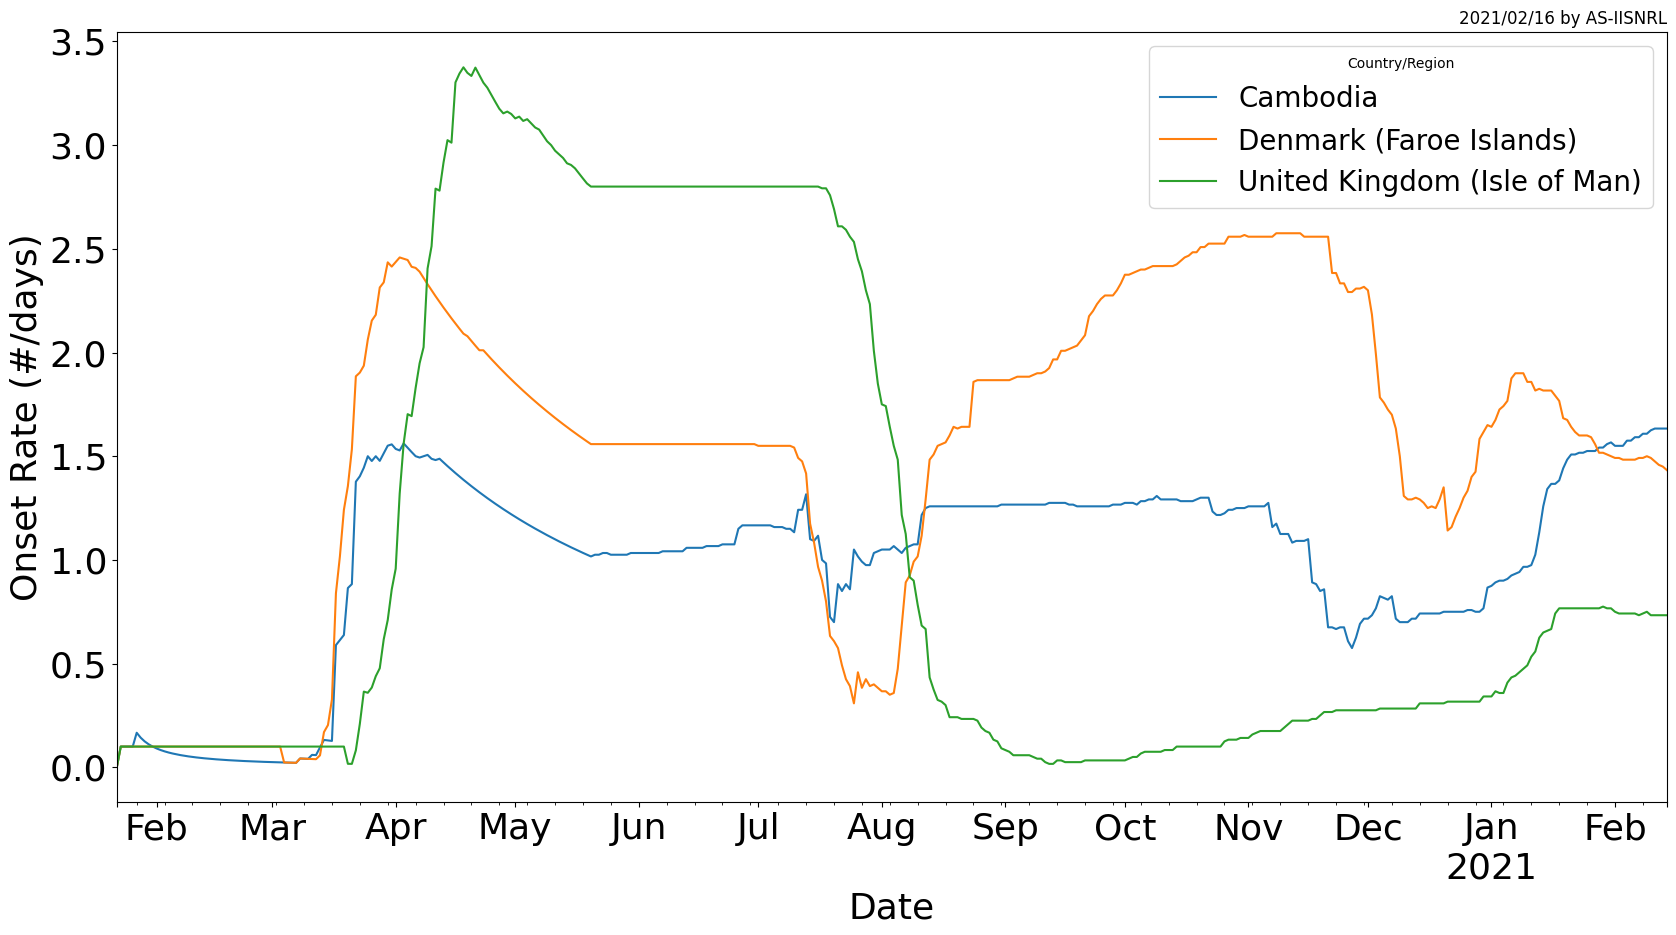 2021/02/16 by AS-IISNRL
3.5
3.0
2.5
2.0
1.5
1.0
0.5
0.0
Onset Rate (#/days)
Country/Region
Cambodia
Denmark (Faroe Islands)
United Kingdom (Isle of Man)
Feb Mar Apr May Jun Jul Aug Sep Oct Nov Dec Jan Feb
2021
Date